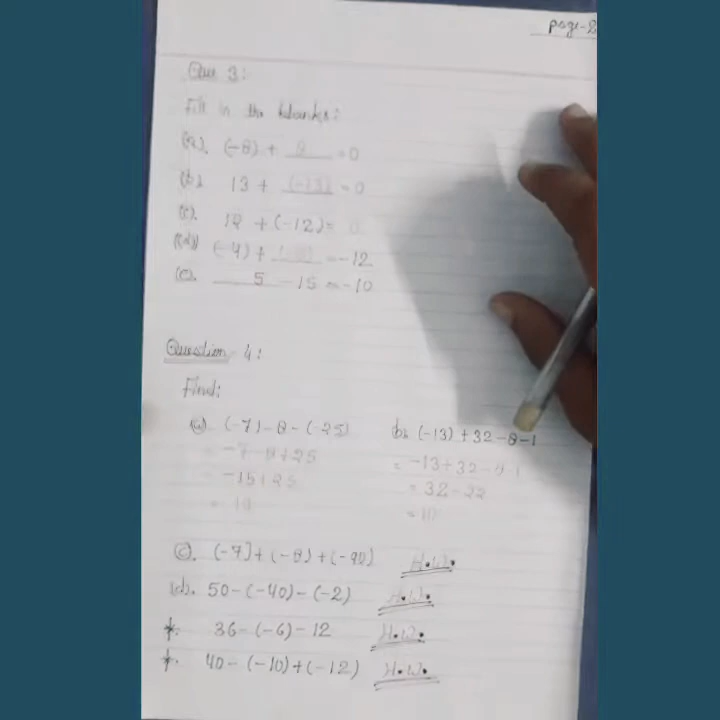 page-2
Que 3:
Fill in the blanks:
(a). (-8) + 8 = 0
(b). 13 + (-13) = 0
(c). 12 + (-12) = 0
(d) (-4) + = -12
(e). 5 - 15 = -10
Question 4:
Find:
(a) (-7) - 8 - (-25)
= -7 - 8 + 25
-15 + 25
= 10
(b). (-13) + 32 - 8 - 1
= -13 + 32 - 8 - 1
= 32 - 22
= 10
(c). (-7) + (-8) + (-90) H.W.
(d). 50 - (-40) - (-2) H.W.
*. 36 - (-6) - 12 H.W.
*. 40 - (-10) + (-12) H.W.